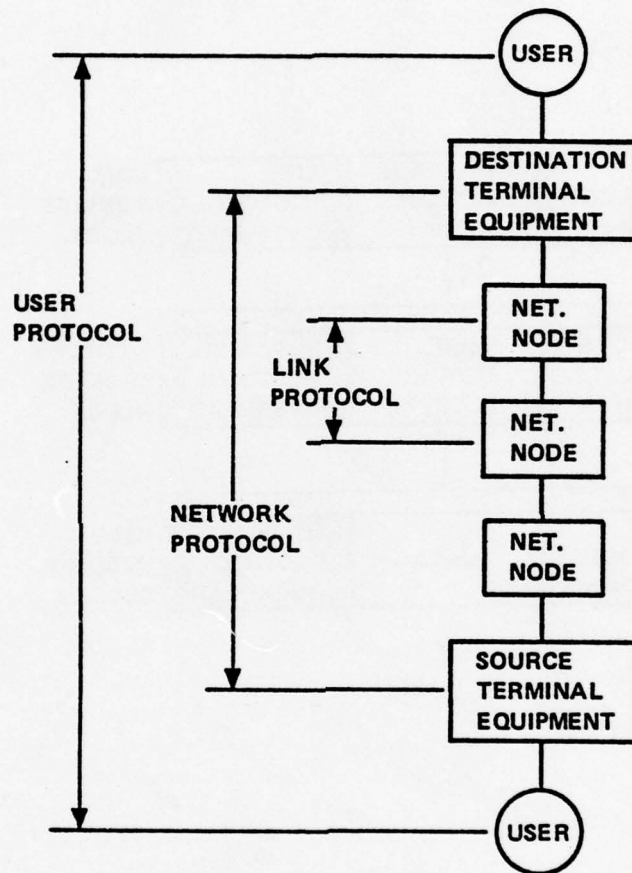 USER
DESTINATION
TERMINAL
EQUIPMENT
NET.
NODE
USER
PROTOCOL
LINK
PROTOCOL
NET.
NODE
NETWORK
PROTOCOL
NET.
NODE
SOURCE
TERMINAL
EQUIPMENT
USER